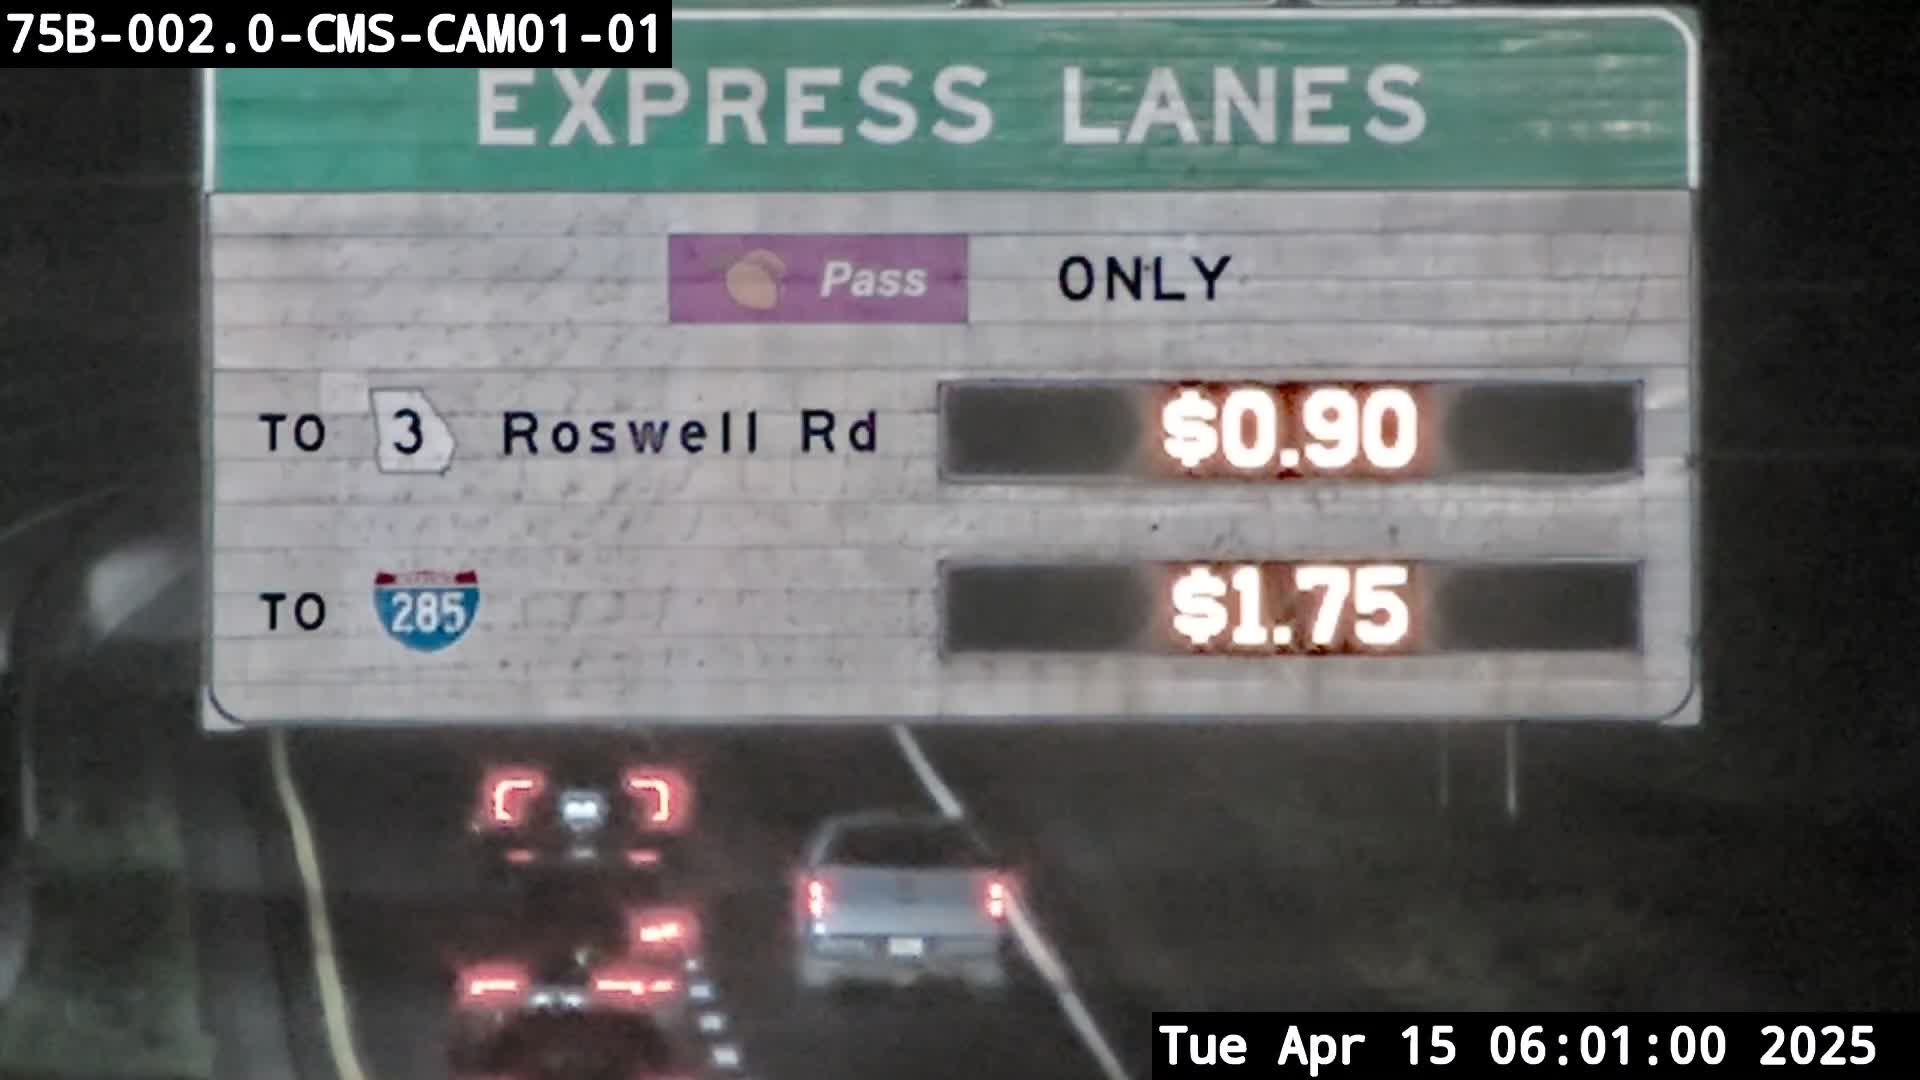 75B-002.0-CMS-CAM01-01
EXPRESS LANES
Pass ONLY
TO 3 Roswell Rd $0.90
TO 285 $1.75
Tue Apr 15 06:01:00 2025